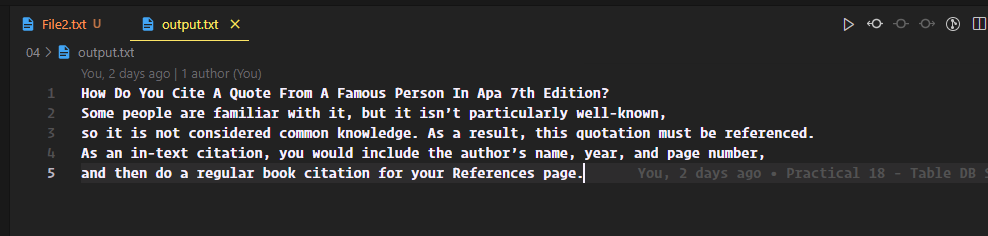 File2.txt U output.txt
04 > output.txt
You, 2 days ago | 1 author (You)
1 How Do You Cite A Quote From A Famous Person In Apa 7th Edition?
2 Some people are familiar with it, but it isn’t particularly well-known,
3 so it is not considered common knowledge. As a result, this quotation must be referenced.
4 As an in-text citation, you would include the author’s name, year, and page number,
5 and then do a regular book citation for your References page. You, 2 days ago • Practical 18 - Table DB S